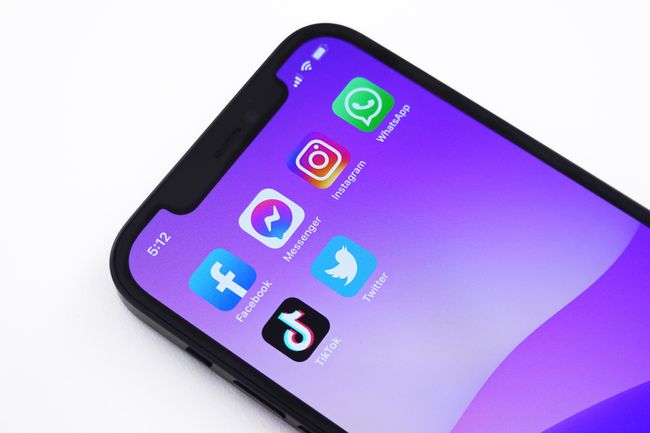 5:12
Facebook
Messenger
Instagram
WhatsApp
TikTok
Twitter